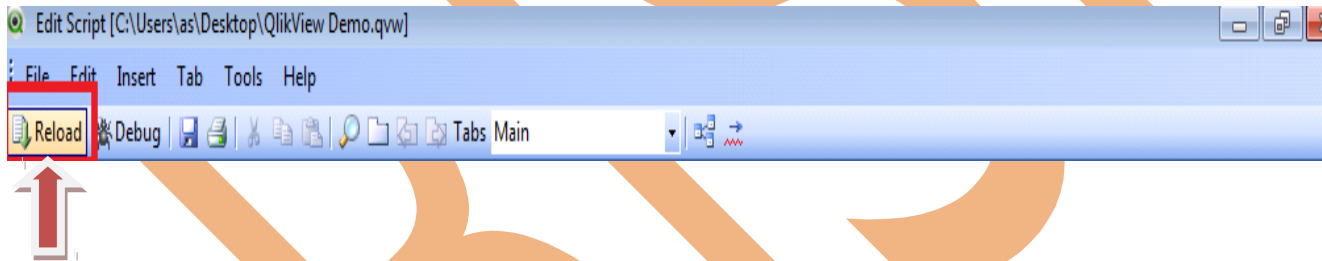 Edit Script [C:\Users\as\Desktop\QlikView Demo.qvw]
File Edit Insert Tab Tools Help
Reload Debug Tabs Main